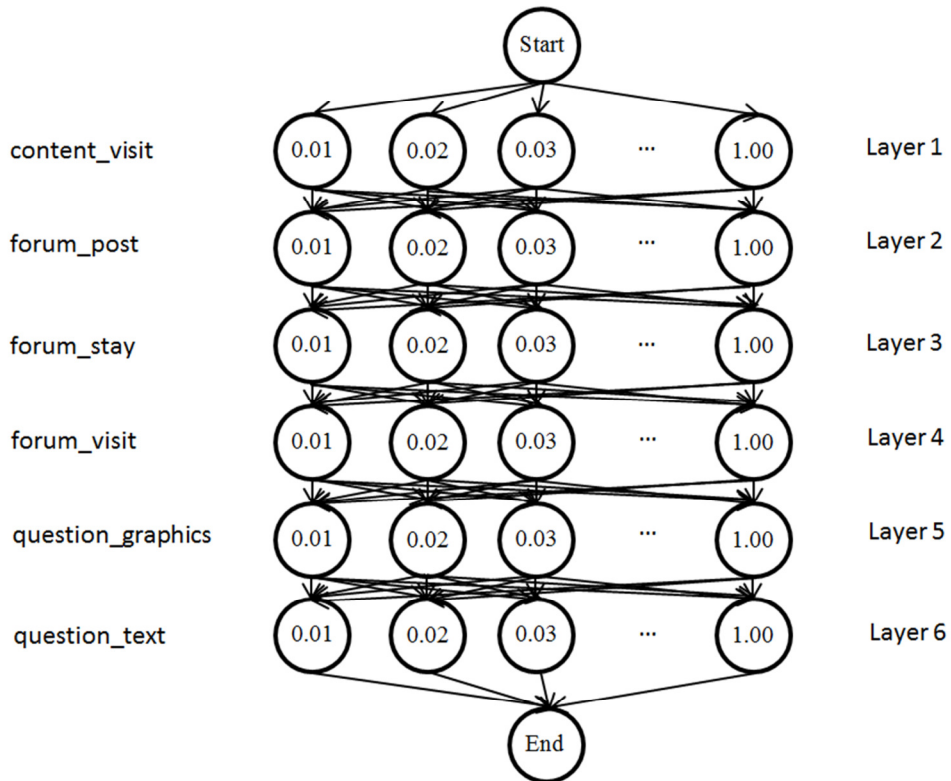 Start
content_visit 0.01 0.02 0.03 ... 1.00 Layer 1
forum_post 0.01 0.02 0.03 ... 1.00 Layer 2
forum_stay 0.01 0.02 0.03 ... 1.00 Layer 3
forum_visit 0.01 0.02 0.03 ... 1.00 Layer 4
question_graphics 0.01 0.02 0.03 ... 1.00 Layer 5
question_text 0.01 0.02 0.03 ... 1.00 Layer 6
End